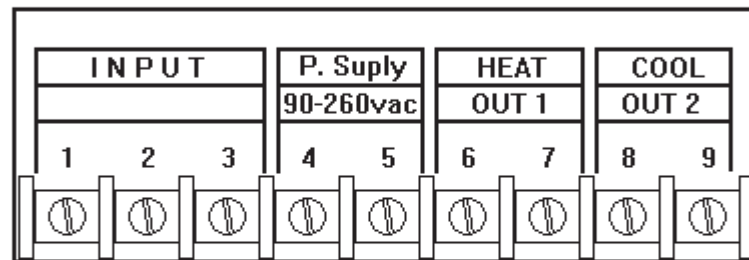 INPUT P. Suply HEAT COOL
90-260vac OUT 1 OUT 2
1 2 3 4 5 6 7 8 9